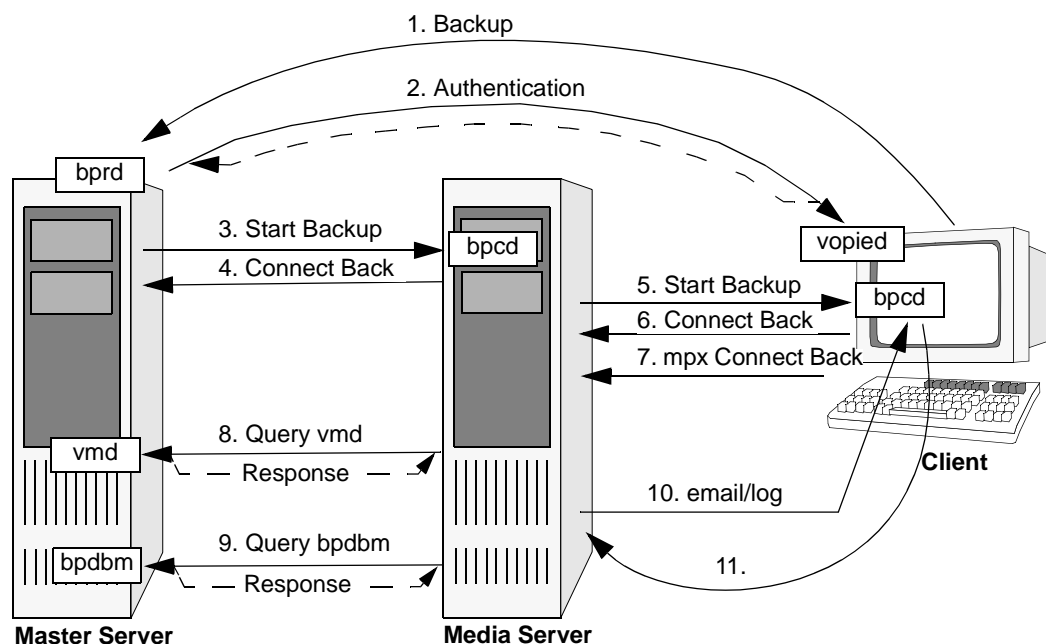 1. Backup
2. Authentication
bprd
vopied
3. Start Backup
bpcd
4. Connect Back
5. Start Backup
bpcd
6. Connect Back
7. mpx Connect Back
8. Query vmd
vmd
Response
Client
10. email/log
9. Query bpdbm
bpdbm
11.
Response
Master Server
Media Server